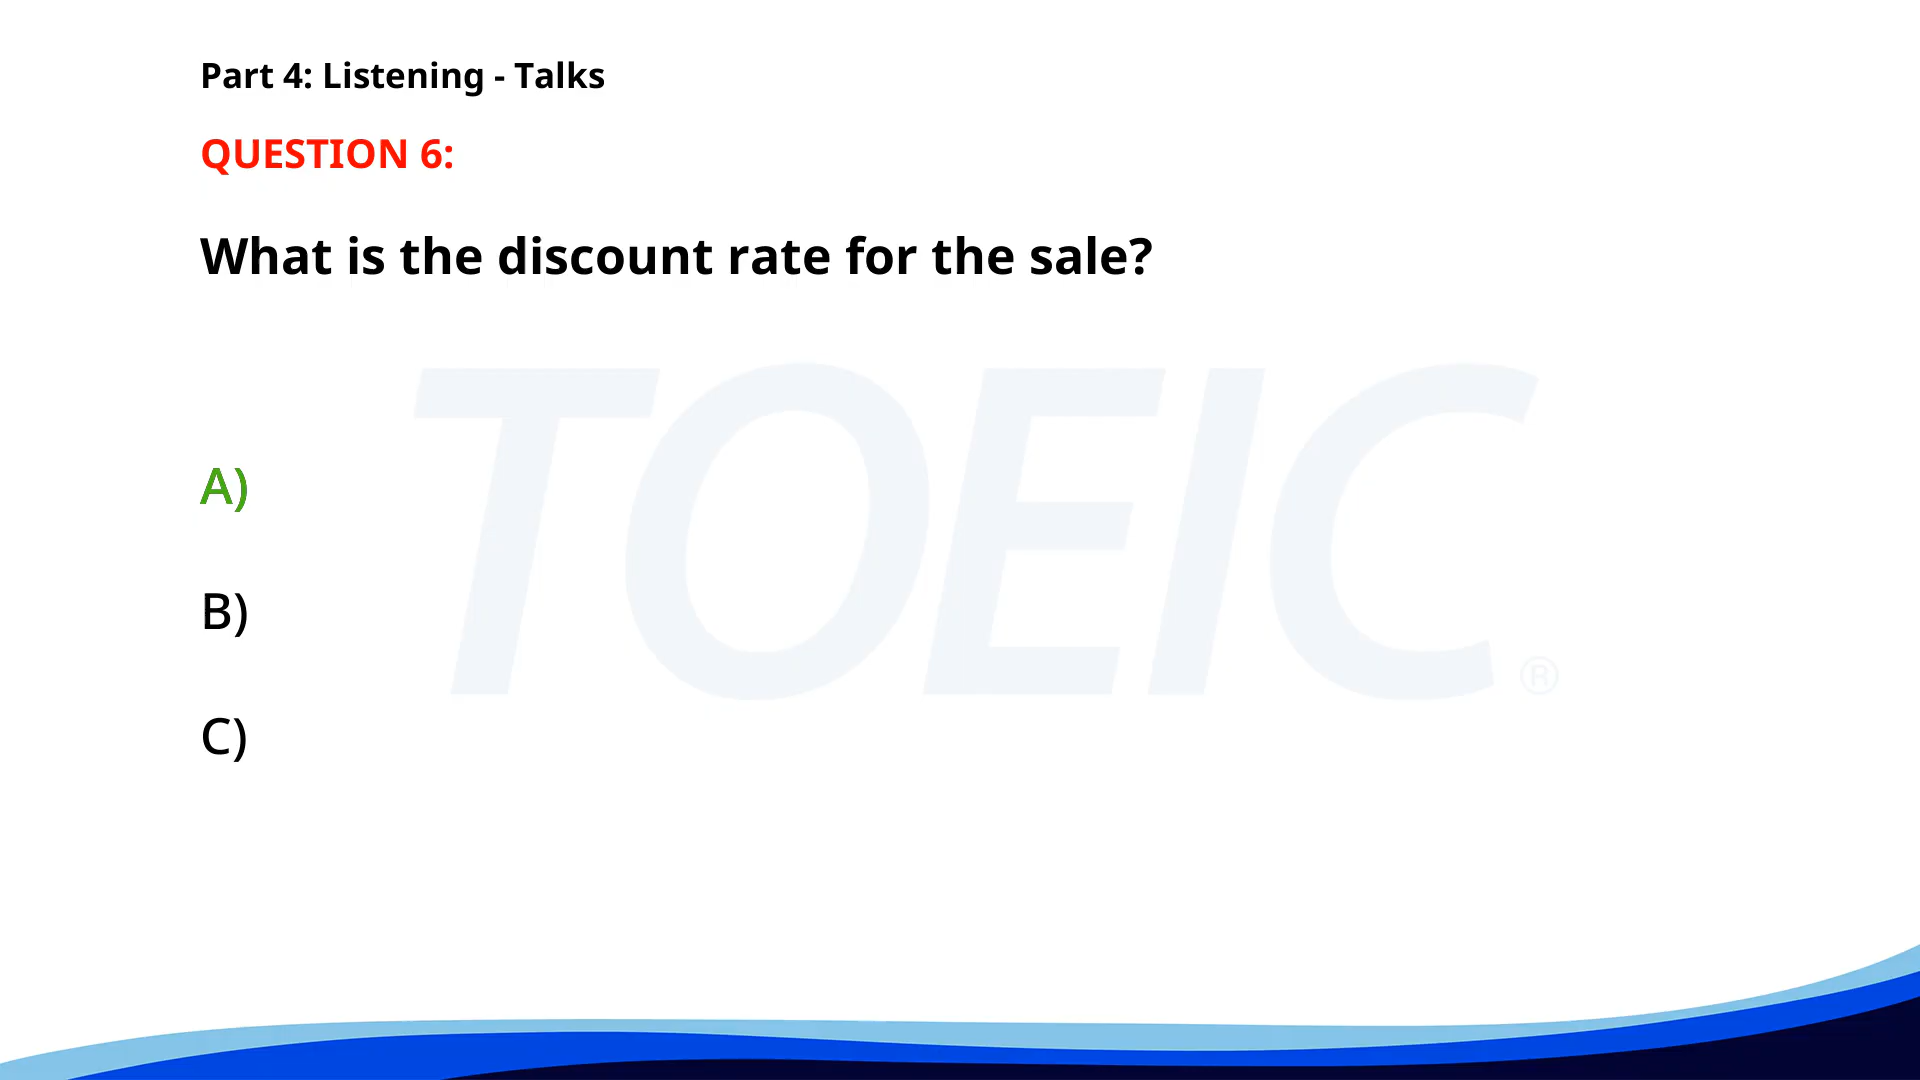 Part 4: Listening - Talks
QUESTION 6:
What is the discount rate for the sale?
TOEIC ®
A)
B)
C)